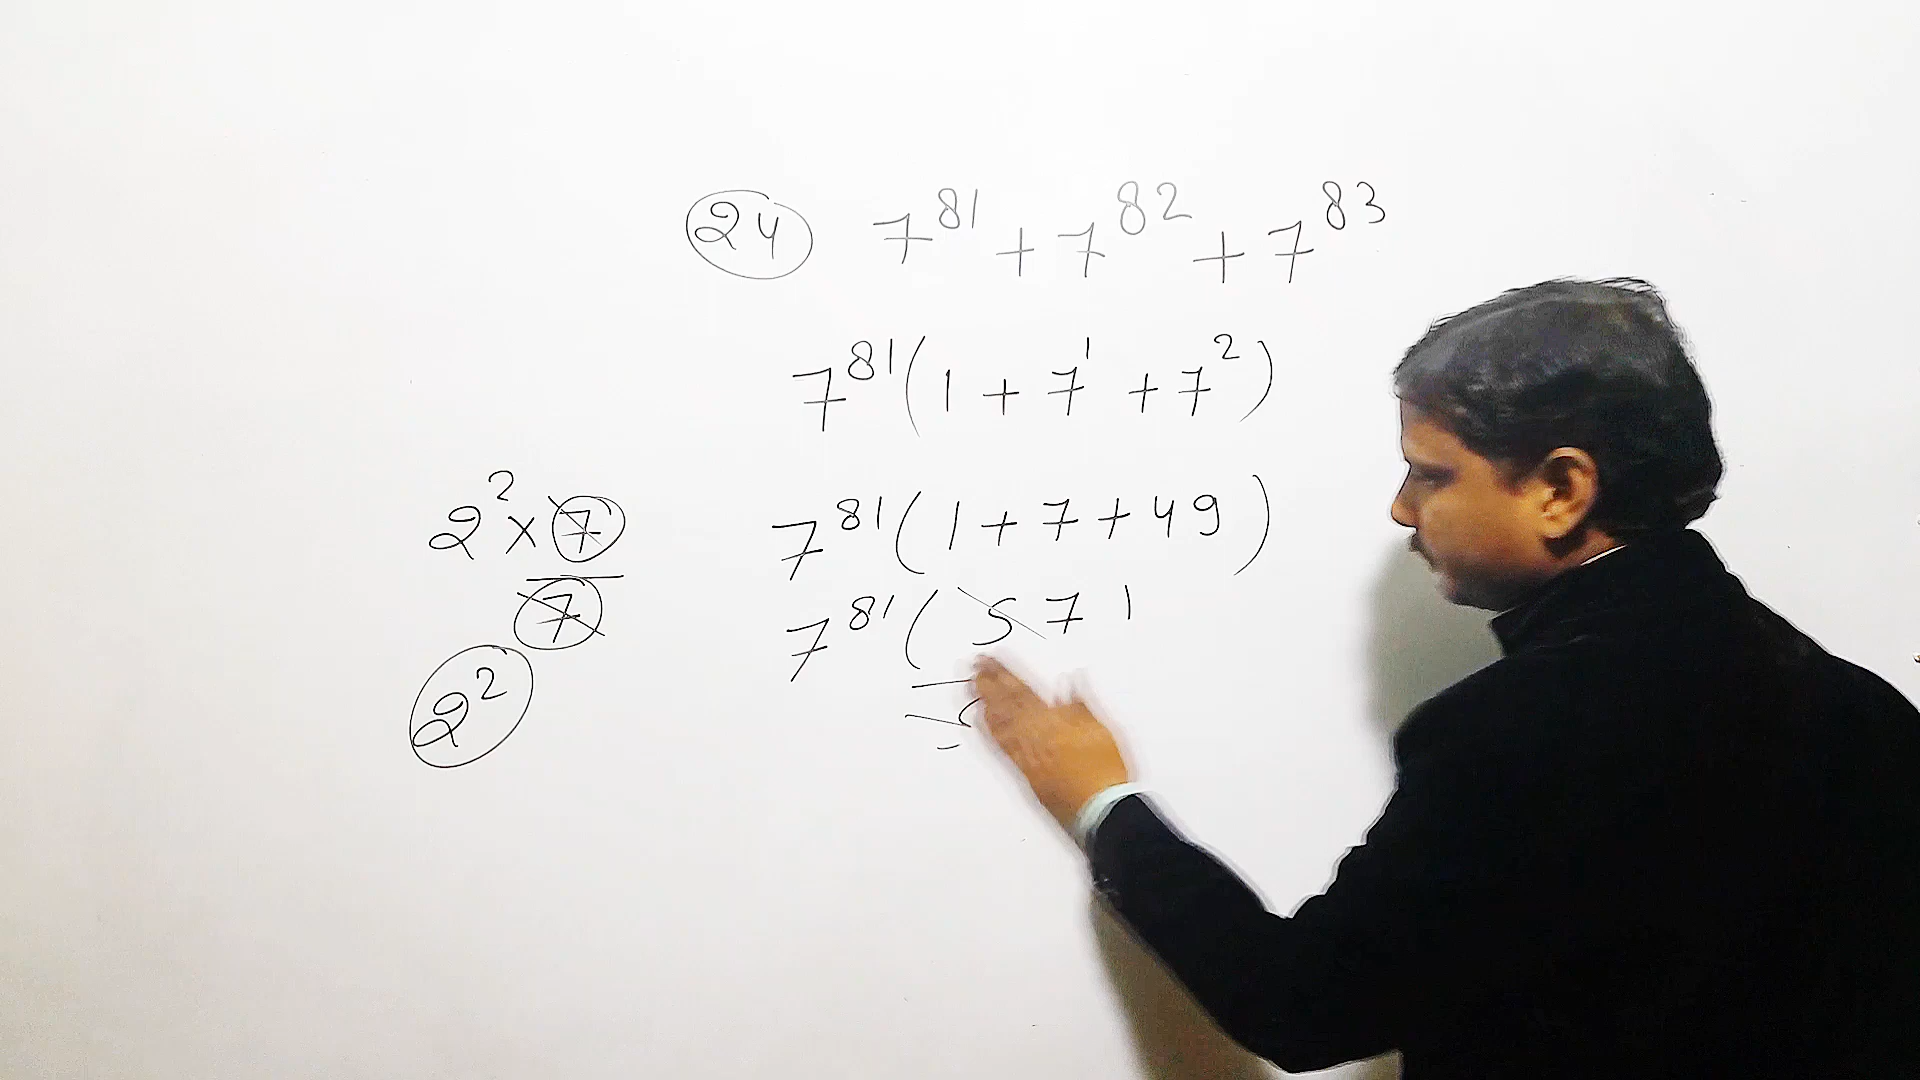 24 7^81 + 7^82 + 7^83
7^81 ( 1 + 7^1 + 7^2 )
7^81 ( 1 + 7 + 49 )
7^81 ( 57 1
2^2 × 7
7
2^2